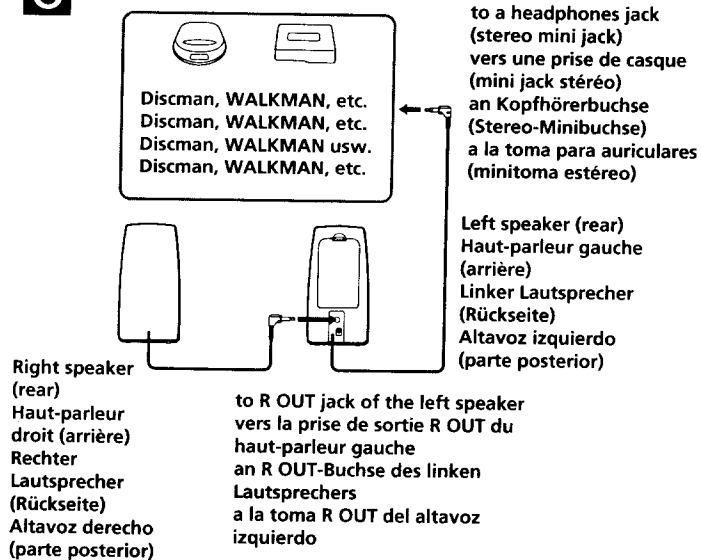 to a headphones jack
(stereo mini jack)
vers une prise de casque
(mini jack stéréo)
an Kopfhörerbuchse
(Stereo-Minibuchse)
a la toma para auriculares
(minitoma estéreo)
Discman, WALKMAN, etc.
Discman, WALKMAN, etc.
Discman, WALKMAN usw.
Discman, WALKMAN, etc.
Left speaker (rear)
Haut-parleur gauche
(arrière)
Linker Lautsprecher
(Rückseite)
Altavoz izquierdo
(parte posterior)
Right speaker
(rear)
Haut-parleur
droit (arrière)
Rechter
Lautsprecher
(Rückseite)
Altavoz derecho
(parte posterior)
to R OUT jack of the left speaker
vers la prise de sortie R OUT du
haut-parleur gauche
an R OUT-Buchse des linken
Lautsprechers
a la toma R OUT del altavoz
izquierdo